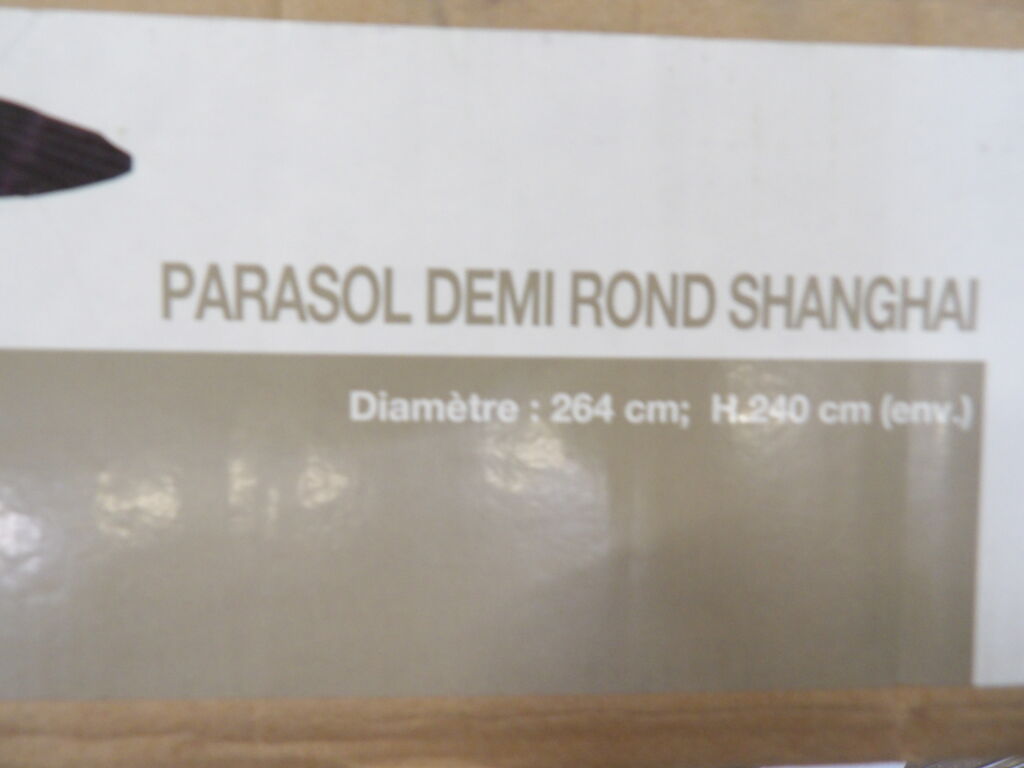 PARASOL DEMI ROND SHANGHAI
Diamètre : 264 cm; H.240 cm (env.)